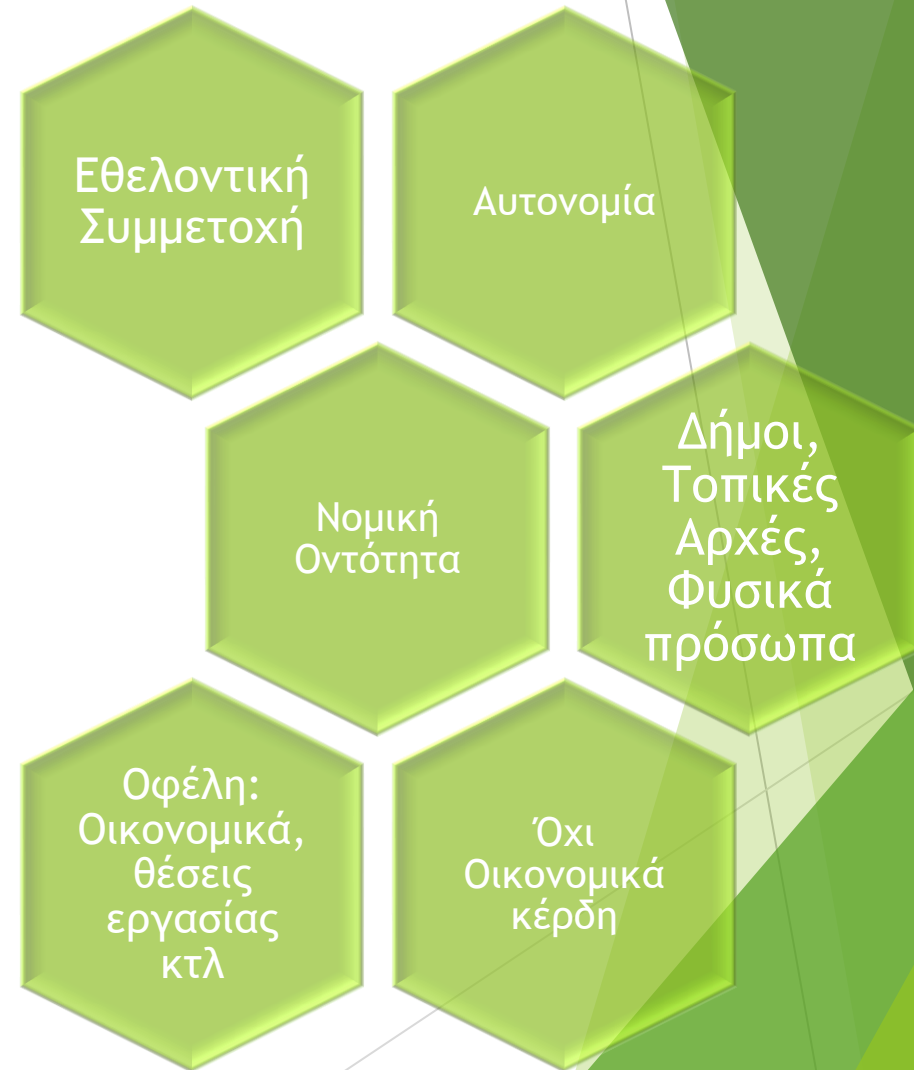 Εθελοντική
Συμμετοχή
Αυτονομία
Νομική
Οντότητα
Δήμοι,
Τοπικές
Αρχές,
Φυσικά
πρόσωπα
Οφέλη:
Οικονομικά,
θέσεις
εργασίας
κτλ
Όχι
Οικονομικά
κέρδη